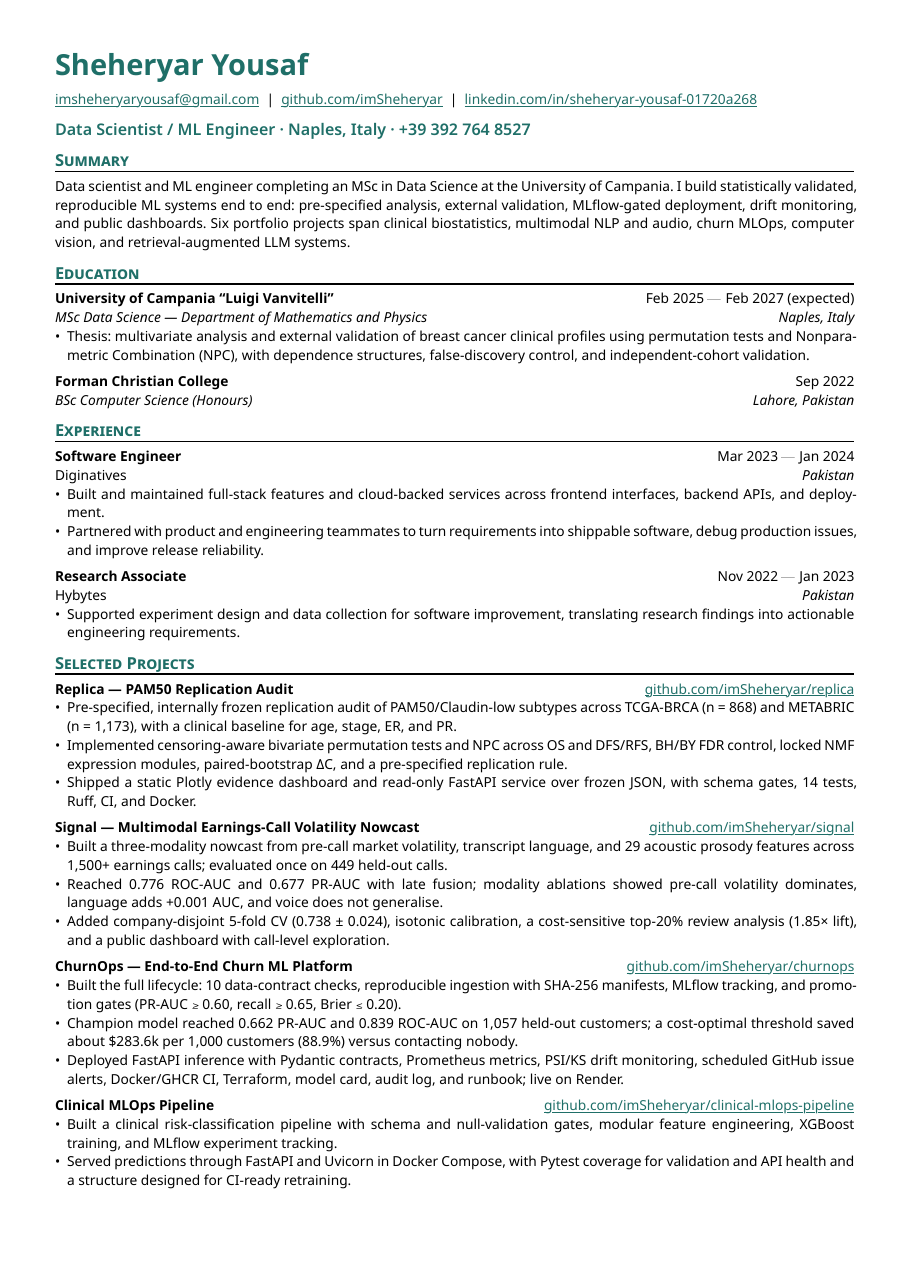 Sheheryar Yousaf
imsheheryaryousaf@gmail.com | github.com/imSheheryar | linkedin.com/in/sheheryar-yousaf-01720a268
Data Scientist / ML Engineer · Naples, Italy · +39 392 764 8527
Summary
Data scientist and ML engineer completing an MSc in Data Science at the University of Campania. I build statistically validated,
reproducible ML systems end to end: pre-specified analysis, external validation, MLflow-gated deployment, drift monitoring,
and public dashboards. Six portfolio projects span clinical biostatistics, multimodal NLP and audio, churn MLOps, computer
vision, and retrieval-augmented LLM systems.
Education
University of Campania “Luigi Vanvitelli” Feb 2025 — Feb 2027 (expected)
MSc Data Science — Department of Mathematics and Physics Naples, Italy
• Thesis: multivariate analysis and external validation of breast cancer clinical profiles using permutation tests and Nonpara-
metric Combination (NPC), with dependence structures, false-discovery control, and independent-cohort validation.
Forman Christian College Sep 2022
BSc Computer Science (Honours) Lahore, Pakistan
Experience
Software Engineer Mar 2023 — Jan 2024
Diginatives Pakistan
• Built and maintained full-stack features and cloud-backed services across frontend interfaces, backend APIs, and deploy-
ment.
• Partnered with product and engineering teammates to turn requirements into shippable software, debug production issues,
and improve release reliability.
Research Associate Nov 2022 — Jan 2023
Hybytes Pakistan
• Supported experiment design and data collection for software improvement, translating research findings into actionable
engineering requirements.
Selected Projects
Replica — PAM50 Replication Audit github.com/imSheheryar/replica
• Pre-specified, internally frozen replication audit of PAM50/Claudin-low subtypes across TCGA-BRCA (n = 868) and METABRIC
(n = 1,173), with a clinical baseline for age, stage, ER, and PR.
• Implemented censoring-aware bivariate permutation tests and NPC across OS and DFS/RFS, BH/BY FDR control, locked NMF
expression modules, paired-bootstrap ΔC, and a pre-specified replication rule.
• Shipped a static Plotly evidence dashboard and read-only FastAPI service over frozen JSON, with schema gates, 14 tests,
Ruff, CI, and Docker.
Signal — Multimodal Earnings-Call Volatility Nowcast github.com/imSheheryar/signal
• Built a three-modality nowcast from pre-call market volatility, transcript language, and 29 acoustic prosody features across
1,500+ earnings calls; evaluated once on 449 held-out calls.
• Reached 0.776 ROC-AUC and 0.677 PR-AUC with late fusion; modality ablations showed pre-call volatility dominates,
language adds +0.001 AUC, and voice does not generalise.
• Added company-disjoint 5-fold CV (0.738 ± 0.024), isotonic calibration, a cost-sensitive top-20% review analysis (1.85× lift),
and a public dashboard with call-level exploration.
ChurnOps — End-to-End Churn ML Platform github.com/imSheheryar/churnops
• Built the full lifecycle: 10 data-contract checks, reproducible ingestion with SHA-256 manifests, MLflow tracking, and promo-
tion gates (PR-AUC ≥ 0.60, recall ≥ 0.65, Brier ≤ 0.20).
• Champion model reached 0.662 PR-AUC and 0.839 ROC-AUC on 1,057 held-out customers; a cost-optimal threshold saved
about $283.6k per 1,000 customers (88.9%) versus contacting nobody.
• Deployed FastAPI inference with Pydantic contracts, Prometheus metrics, PSI/KS drift monitoring, scheduled GitHub issue
alerts, Docker/GHCR CI, Terraform, model card, audit log, and runbook; live on Render.
Clinical MLOps Pipeline github.com/imSheheryar/clinical-mlops-pipeline
• Built a clinical risk-classification pipeline with schema and null-validation gates, modular feature engineering, XGBoost
training, and MLflow experiment tracking.
• Served predictions through FastAPI and Uvicorn in Docker Compose, with Pytest coverage for validation and API health and
a structure designed for CI-ready retraining.